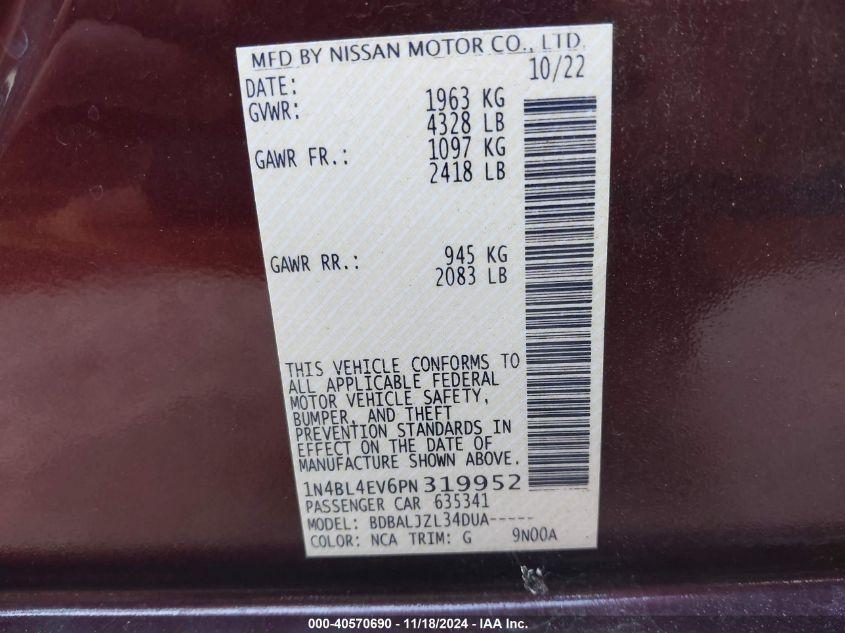 MFD BY NISSAN MOTOR CO., LTD.
DATE: 10/22
GVWR: 1963 KG
4328 LB
GAWR FR.: 1097 KG
2418 LB
GAWR RR.: 945 KG
2083 LB
THIS VEHICLE CONFORMS TO
ALL APPLICABLE FEDERAL
MOTOR VEHICLE SAFETY,
BUMPER, AND THEFT
PREVENTION STANDARDS IN
EFFECT ON THE DATE OF
MANUFACTURE SHOWN ABOVE.
1N4BL4EV6PN319952
PASSENGER CAR 635341
MODEL: BDBALJZL34DUA-----
COLOR: NCA TRIM: G 9N00A
000-40570690 - 11/18/2024 - IAA Inc.